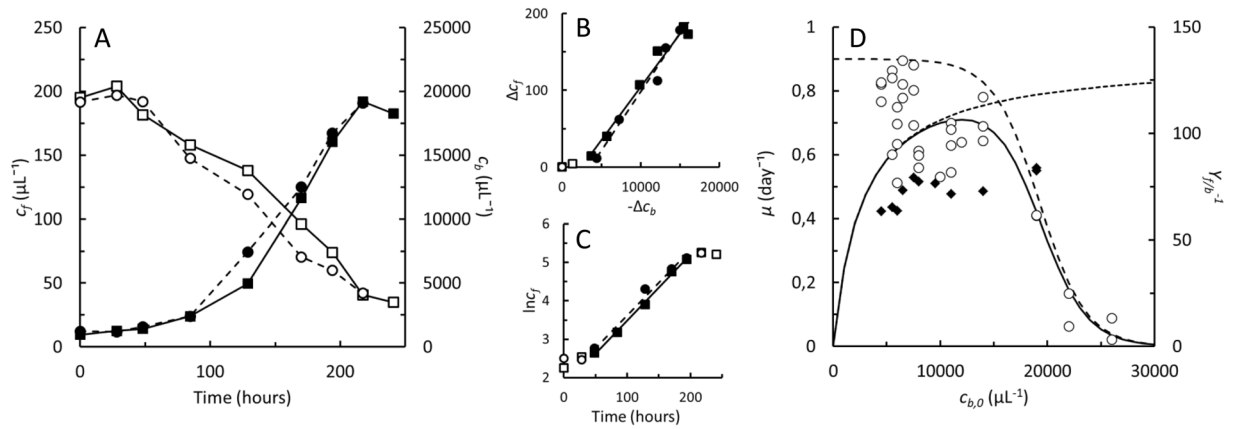 A
250
200
150
100
50
0
c_f (µL⁻¹)
25000
20000
15000
10000
5000
0
c_b (µL⁻¹)
0 100 200
Time (hours)
B
200
100
0
Δc_f
0 10000 20000
-Δc_b
C
6
5
4
3
2
lnc_f
0 100 200
Time (hours)
D
1
0,8
0,6
0,4
0,2
0
µ (day⁻¹)
150
100
50
0
Y_{f/b}⁻¹
0 10000 20000 30000
c_{b,0} (µL⁻¹)